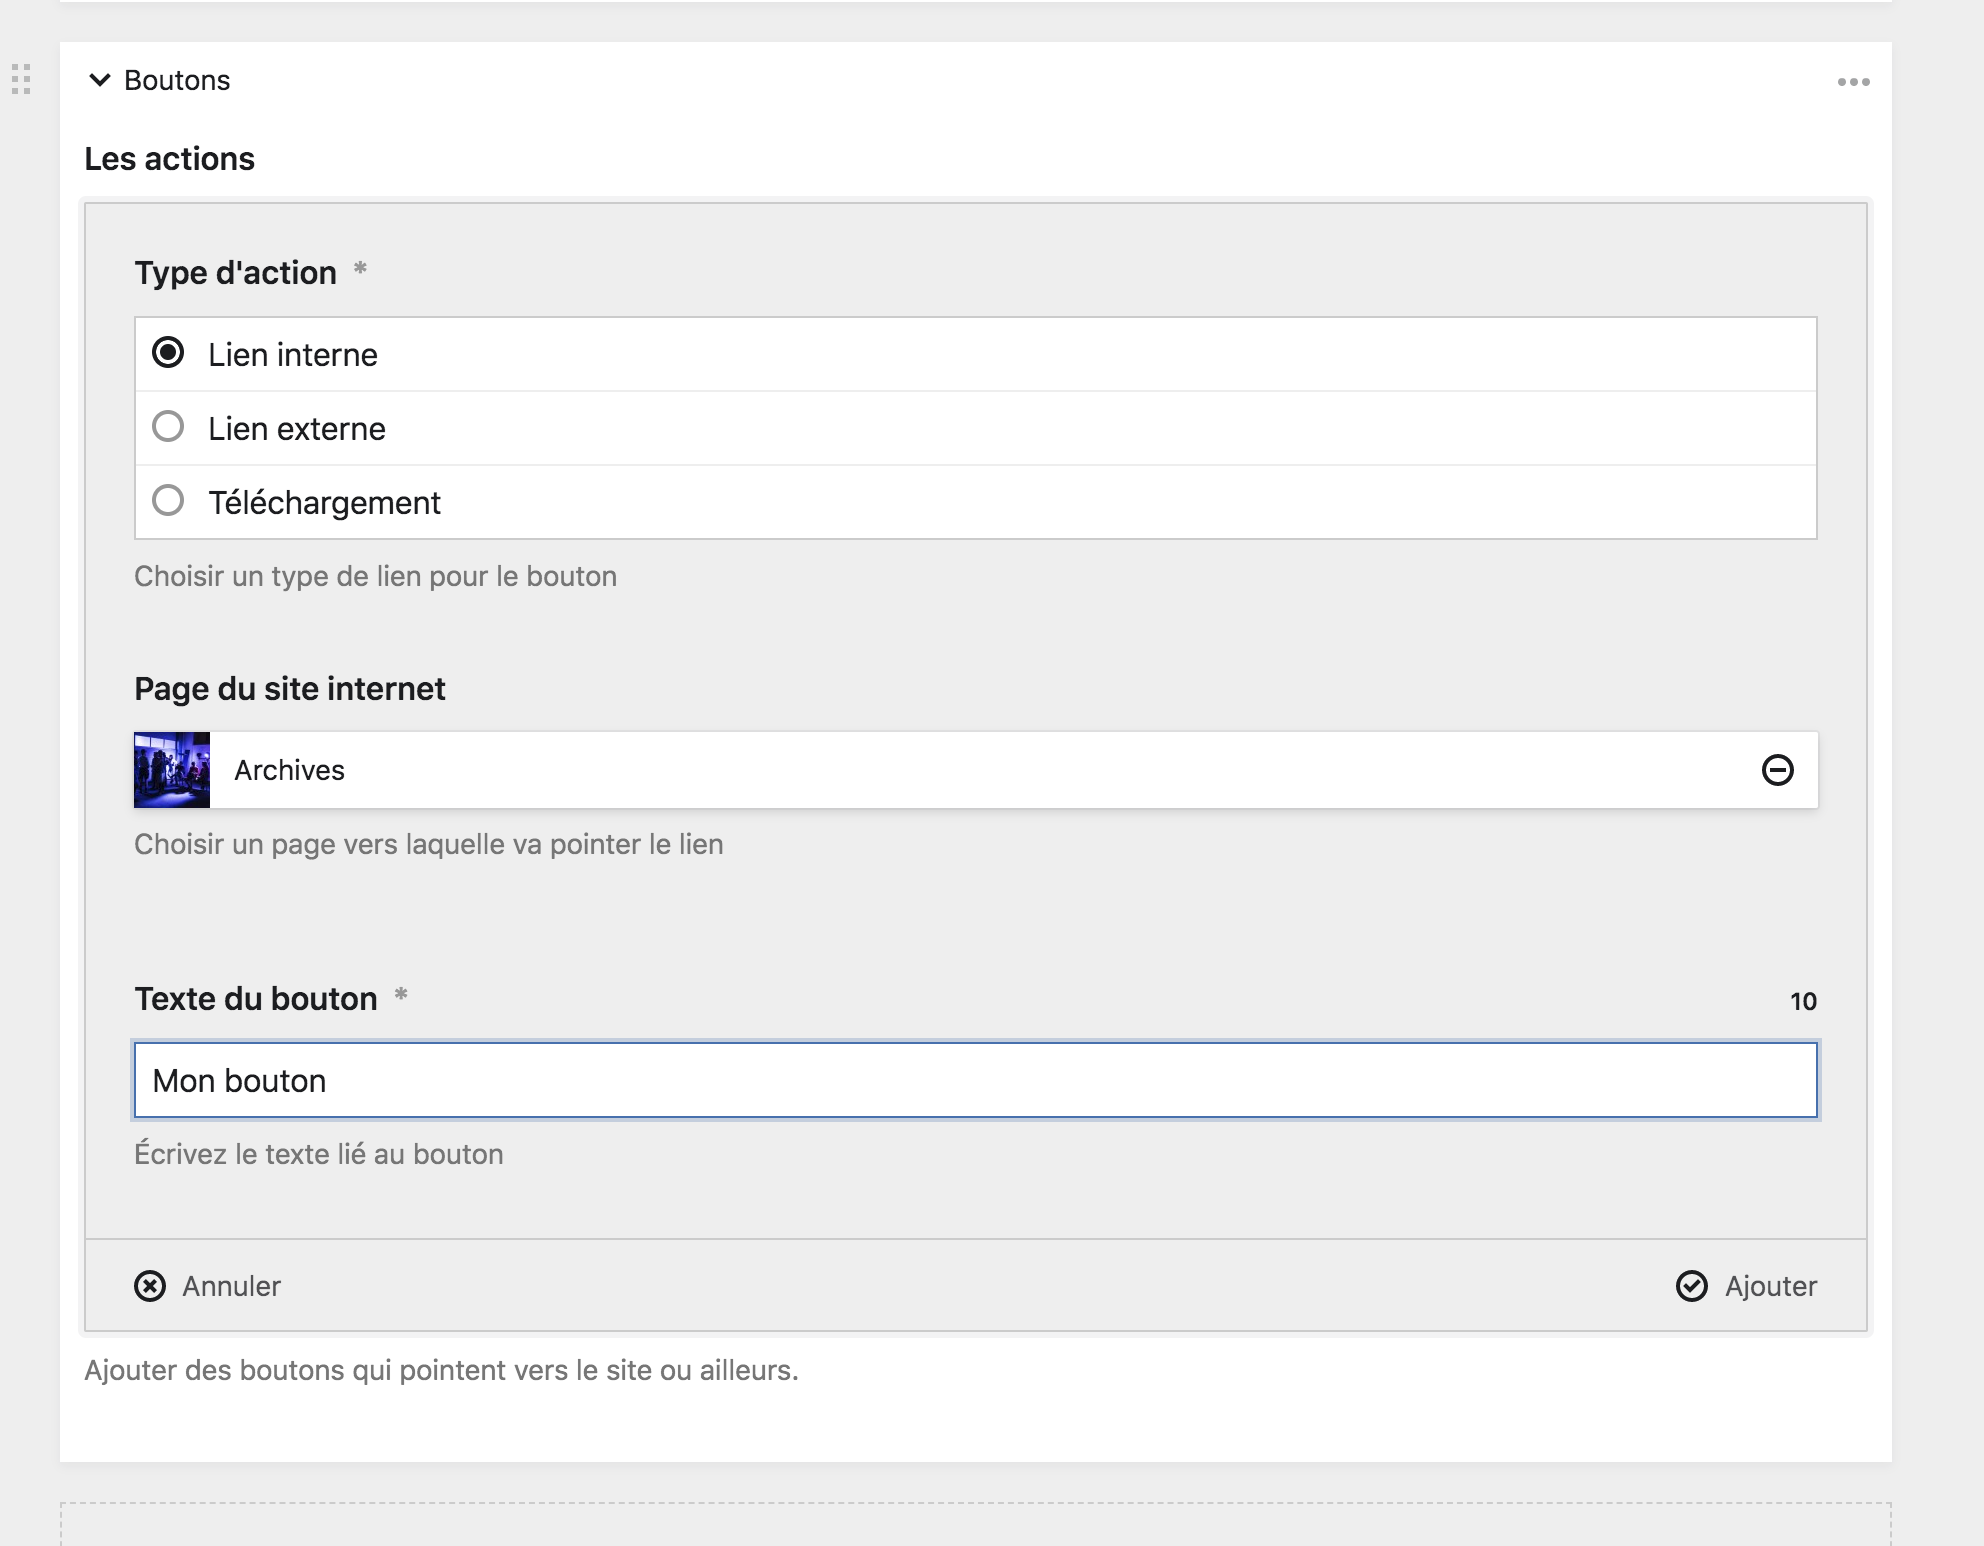 Boutons
Les actions
Type d'action *
Lien interne
Lien externe
Téléchargement
Choisir un type de lien pour le bouton
Page du site internet
Archives
Choisir un page vers laquelle va pointer le lien
Texte du bouton * 10
Mon bouton
Écrivez le texte lié au bouton
Annuler Ajouter
Ajouter des boutons qui pointent vers le site ou ailleurs.